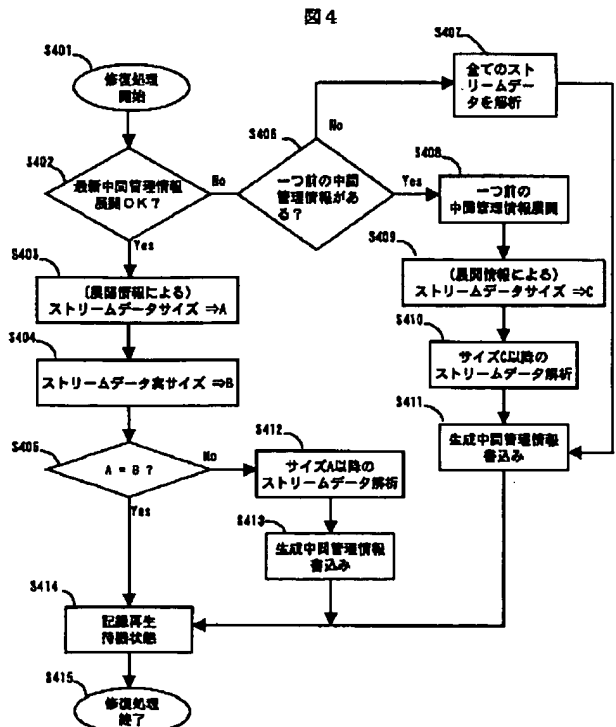 図４
S401
修復処理
開始
S402
最新中間管理情報
展開ＯＫ？
No
Yes
S403
(展開情報による)
ストリームデータサイズ ⇒A
S404
ストリームデータ実サイズ ⇒B
S405
A = B ?
No
Yes
S406
一つ前の中間
管理情報があ
る？
No
Yes
S407
全てのスト
リームデー
タを解析
S408
一つ前の
中間管理情報展開
S409
(展開情報による)
ストリームデータサイズ ⇒C
S410
サイズC以降の
ストリームデータ解析
S411
生成中間管理情報
書込み
S412
サイズA以降の
ストリームデータ解析
S413
生成中間管理情報
書込み
S414
記録再生
待機状態
S415
修復処理
終了